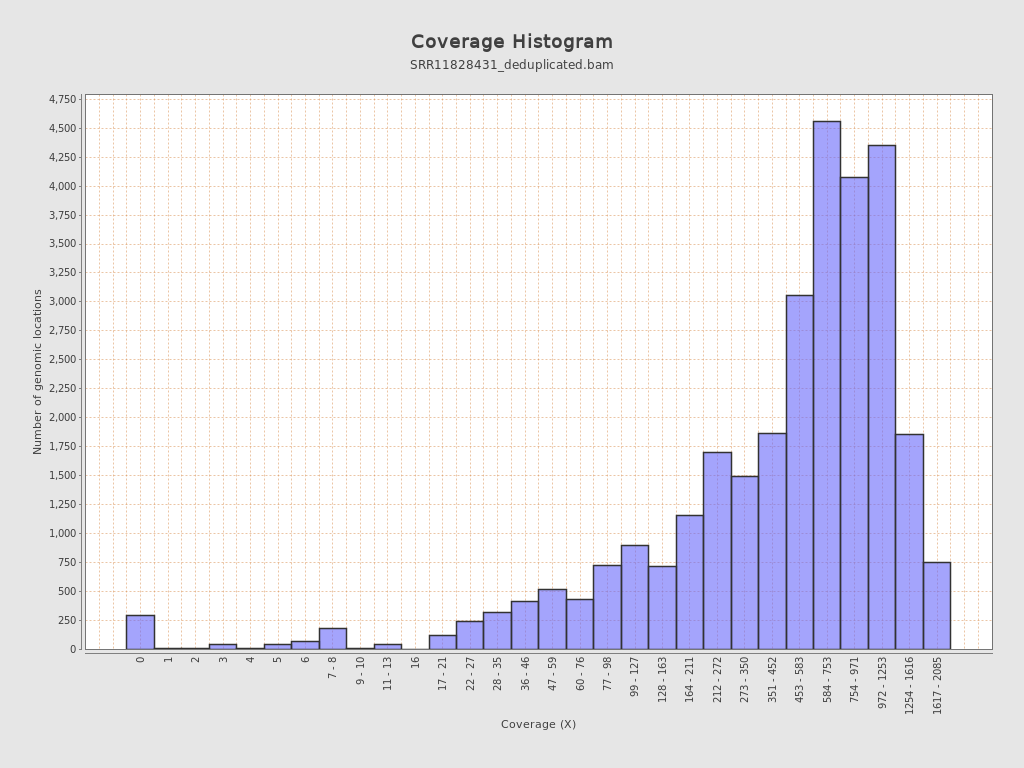 Coverage Histogram
SRR11828431_deduplicated.bam
4,750
4,500
4,250
4,000
3,750
3,500
3,250
3,000
2,750
2,500
2,250
2,000
1,750
1,500
1,250
1,000
750
500
250
0
Number of genomic locations
0
1
2
3
4
5
6
7 - 8
9 - 10
11 - 13
16
17 - 21
22 - 27
28 - 35
36 - 46
47 - 59
60 - 76
77 - 98
99 - 127
128 - 163
164 - 211
212 - 272
273 - 350
351 - 452
453 - 583
584 - 753
754 - 971
972 - 1253
1254 - 1616
1617 - 2085
Coverage (X)